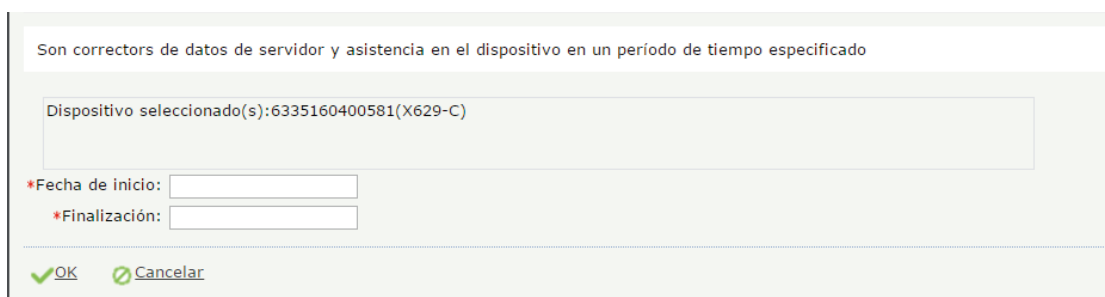 Son correctors de datos de servidor y asistencia en el dispositivo en un período de tiempo especificado
Dispositivo seleccionado(s):6335160400581(X629-C)
*Fecha de inicio:
*Finalización:
OK Cancelar